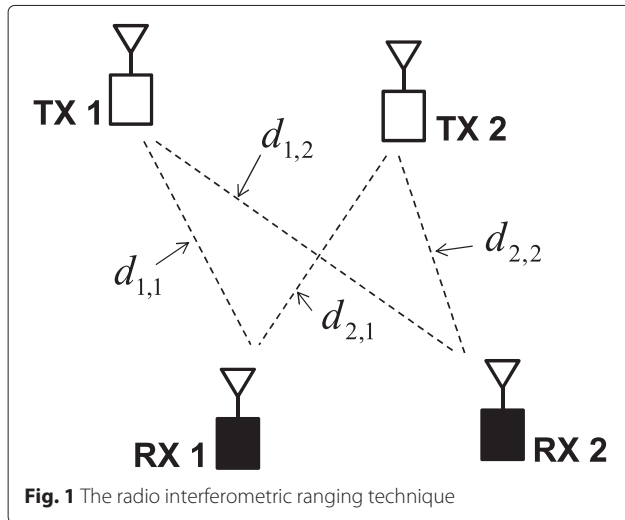 TX 1
TX 2
d1,2
d1,1
d2,2
d2,1
RX 1
RX 2
Fig. 1 The radio interferometric ranging technique